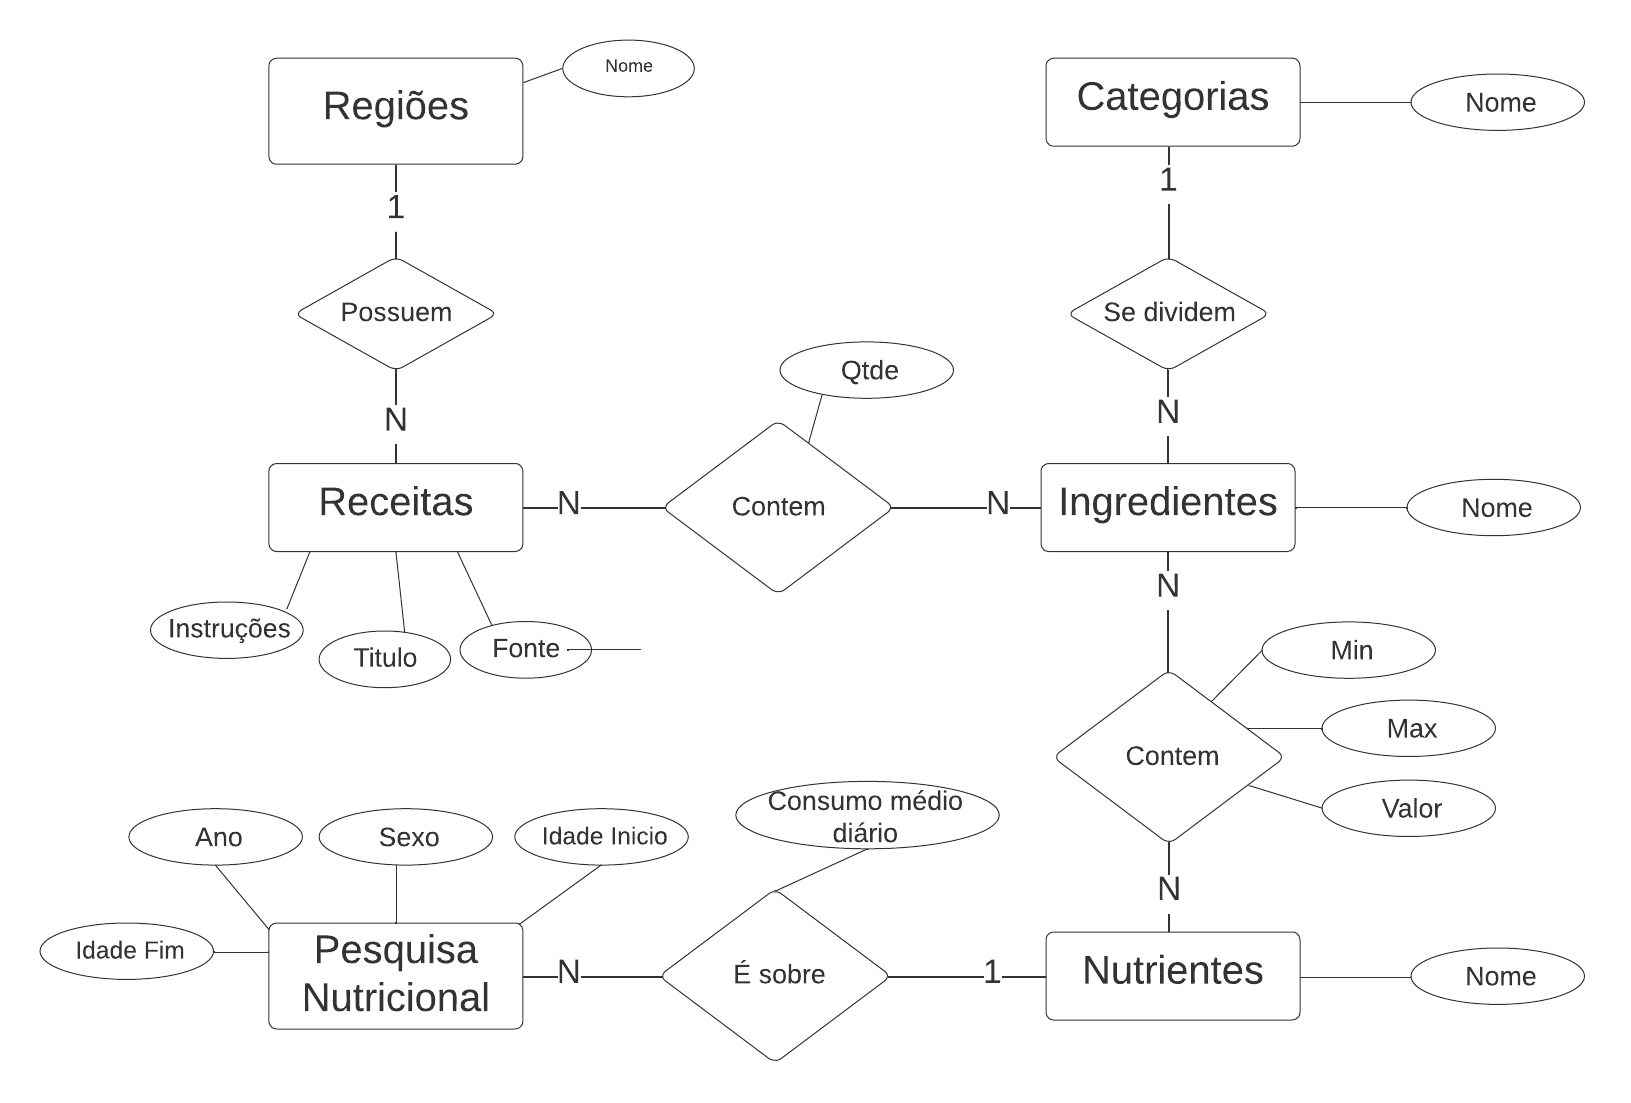 Nome
Regiões
Categorias
Nome
1
1
Possuem
Se dividem
Qtde
N
N
Receitas
N
Contem
N
Ingredientes
Nome
N
Instruções
Titulo
Fonte
Min
Max
Contem
Valor
Consumo médio
diário
Ano
Sexo
Idade Inicio
N
Idade Fim
Pesquisa
Nutricional
N
É sobre
1
Nutrientes
Nome